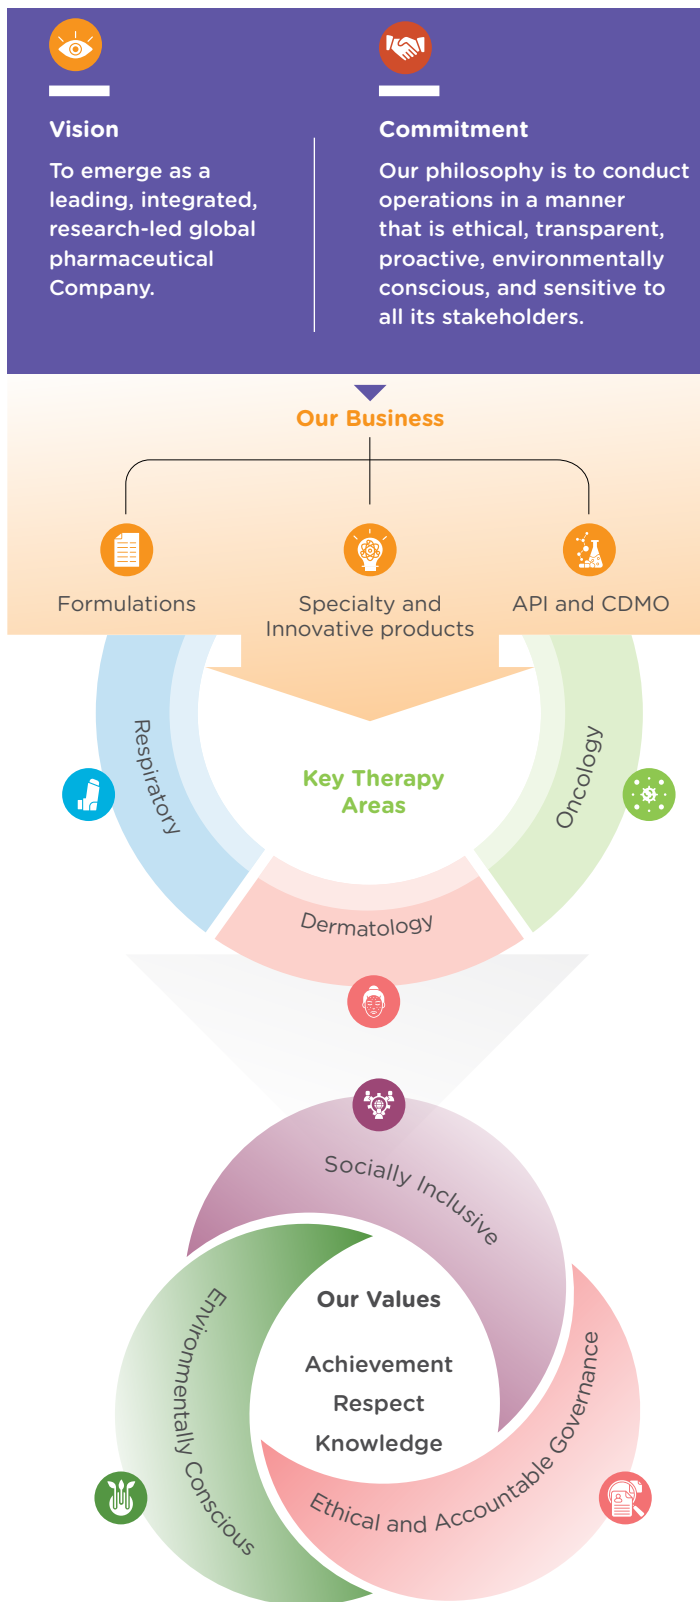 Vision
To emerge as a
leading, integrated,
research-led global
pharmaceutical
Company.
Commitment
Our philosophy is to conduct
operations in a manner
that is ethical, transparent,
proactive, environmentally
conscious, and sensitive to
all its stakeholders.
Our Business
Formulations
Specialty and
Innovative products
API and CDMO
Respiratory
Key Therapy
Areas
Oncology
Dermatology
Socially Inclusive
Environmentally Conscious
Our Values
Achievement
Respect
Knowledge
Ethical and Accountable Governance